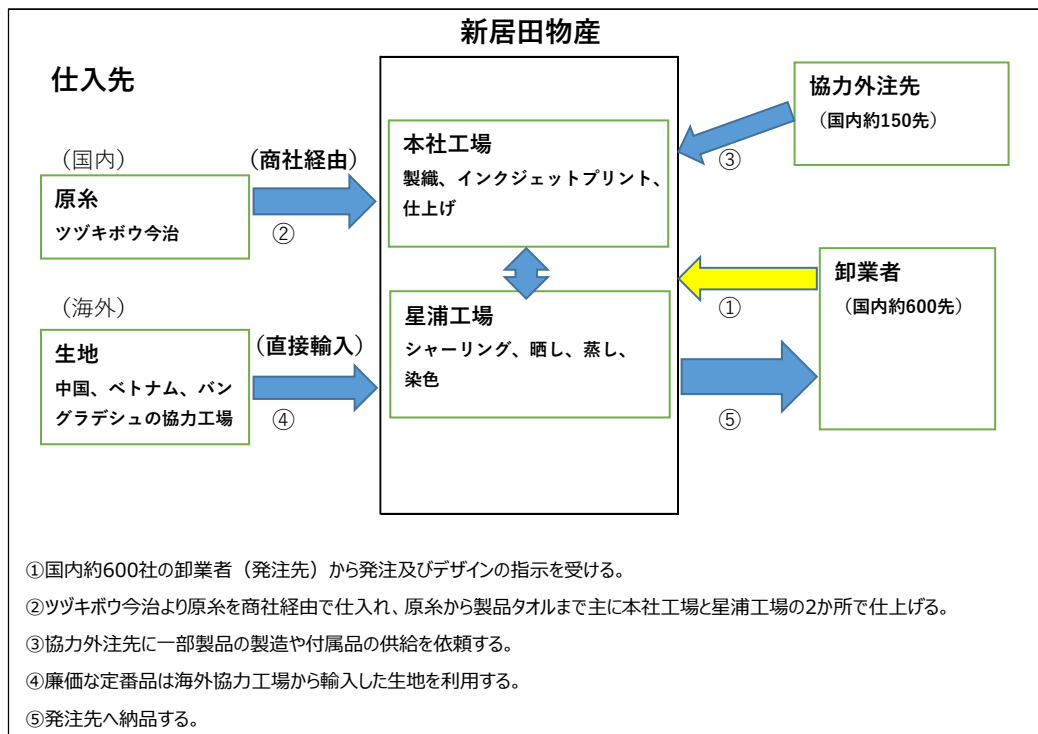 新居田物産
仕入先
（国内）
原糸
ツヅキボウ今治
（商社経由）
②
（海外）
生地
中国、ベトナム、バン
グラデシュの協力工場
（直接輸入）
④
本社工場
製織、インクジェットプリント、
仕上げ
星浦工場
シャーリング、晒し、蒸し、
染色
協力外注先
（国内約150先）
③
卸業者
（国内約600先）
①
⑤
①国内約600社の卸業者（発注先）から発注及びデザインの指示を受ける。
②ツヅキボウ今治より原糸を商社経由で仕入れ、原糸から製品タオルまで主に本社工場と星浦工場の2か所で仕上げる。
③協力外注先に一部製品の製造や付属品の供給を依頼する。
④廉価な定番品は海外協力工場から輸入した生地を利用する。
⑤発注先へ納品する。